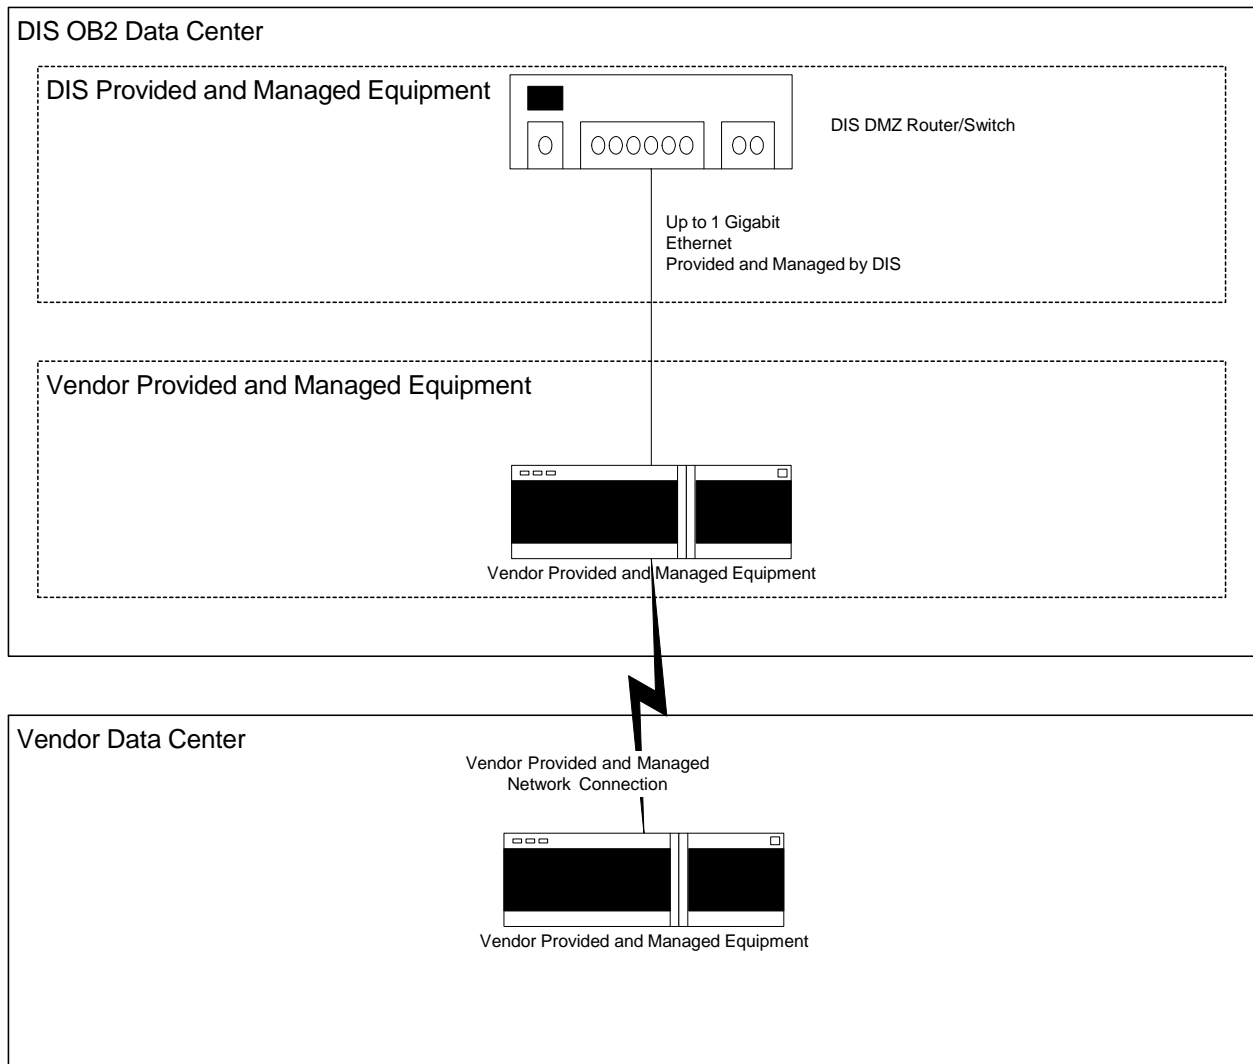 DIS OB2 Data Center
DIS Provided and Managed Equipment
DIS DMZ Router/Switch
Up to 1 Gigabit
Ethernet
Provided and Managed by DIS
Vendor Provided and Managed Equipment
Vendor Provided and Managed Equipment
Vendor Data Center
Vendor Provided and Managed
Network Connection
Vendor Provided and Managed Equipment